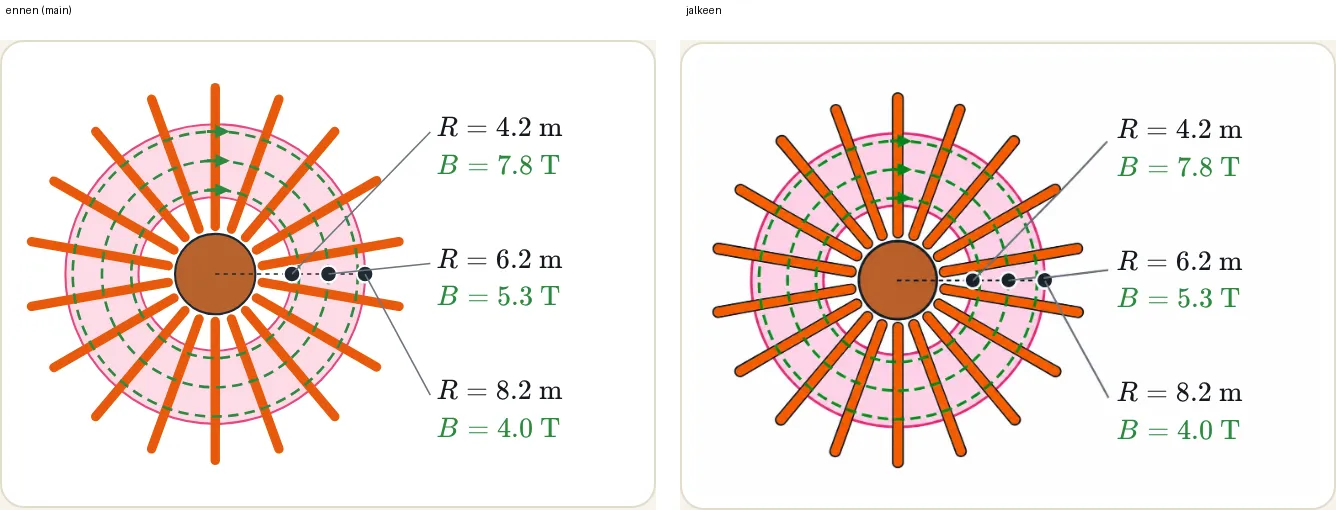 ennen (main)
R = 4.2 m
B = 7.8 T
R = 6.2 m
B = 5.3 T
R = 8.2 m
B = 4.0 T
jalkeen
R = 4.2 m
B = 7.8 T
R = 6.2 m
B = 5.3 T
R = 8.2 m
B = 4.0 T